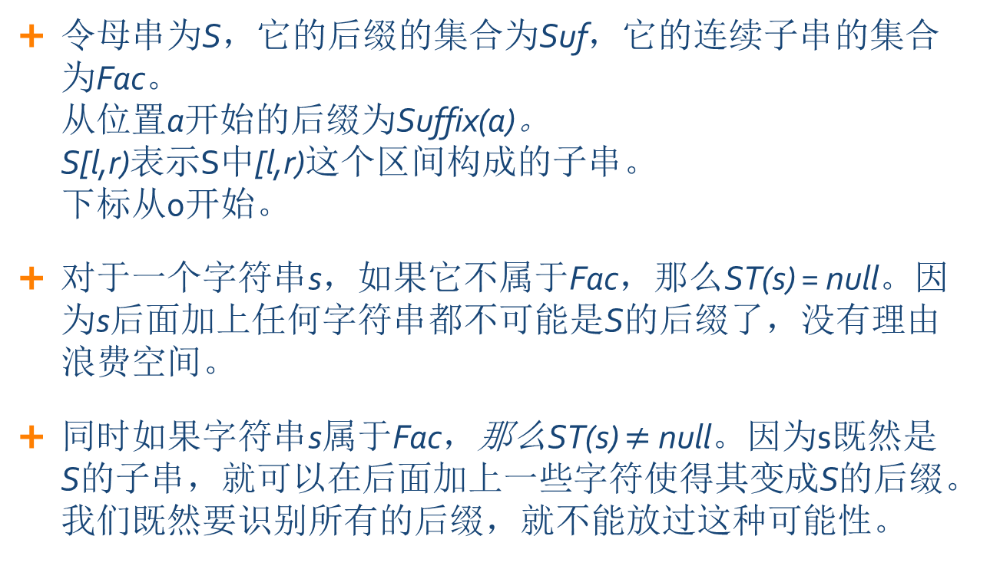 令母串为S，它的后缀的集合为Suf，它的连续子串的集合
为Fac。
从位置a开始的后缀为Suffix(a)。
S[l,r)表示S中[l,r)这个区间构成的子串。
下标从0开始。
对于一个字符串s，如果它不属于Fac，那么ST(s) = null。因
为s后面加上任何字符串都不可能是S的后缀了，没有理由
浪费空间。
同时如果字符串s属于Fac，那么ST(s) ≠ null。因为s既然是
S的子串，就可以在后面加上一些字符使得其变成S的后缀。
我们既然要识别所有的后缀，就不能放过这种可能性。